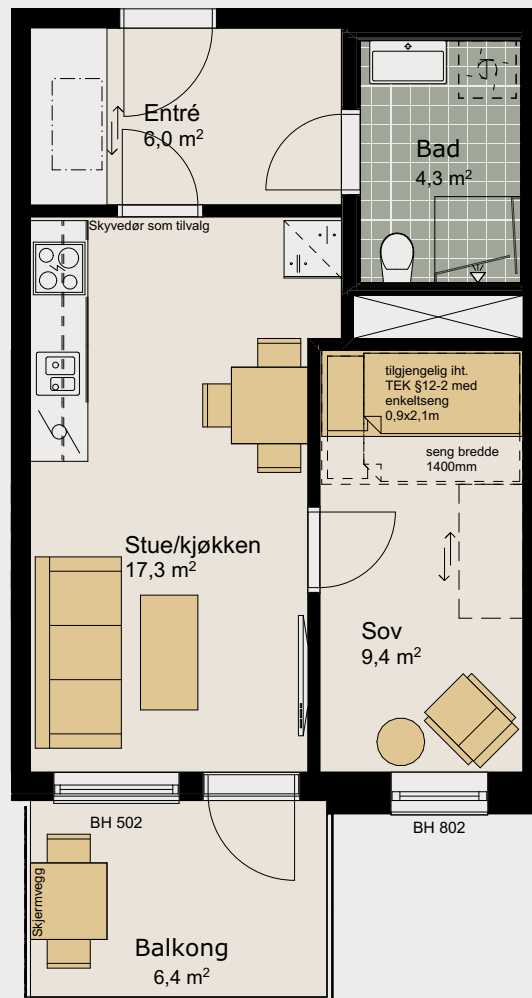 Entré
6,0 m²
Bad
4,3 m²
Skyvedør som tilvalg
tilgjengelig iht.
TEK §12-2 med
enkeltseng
0,9x2,1m
seng bredde
1400mm
Stue/kjøkken
17,3 m²
Sov
9,4 m²
BH 502
BH 802
Skjermvegg
Balkong
6,4 m²